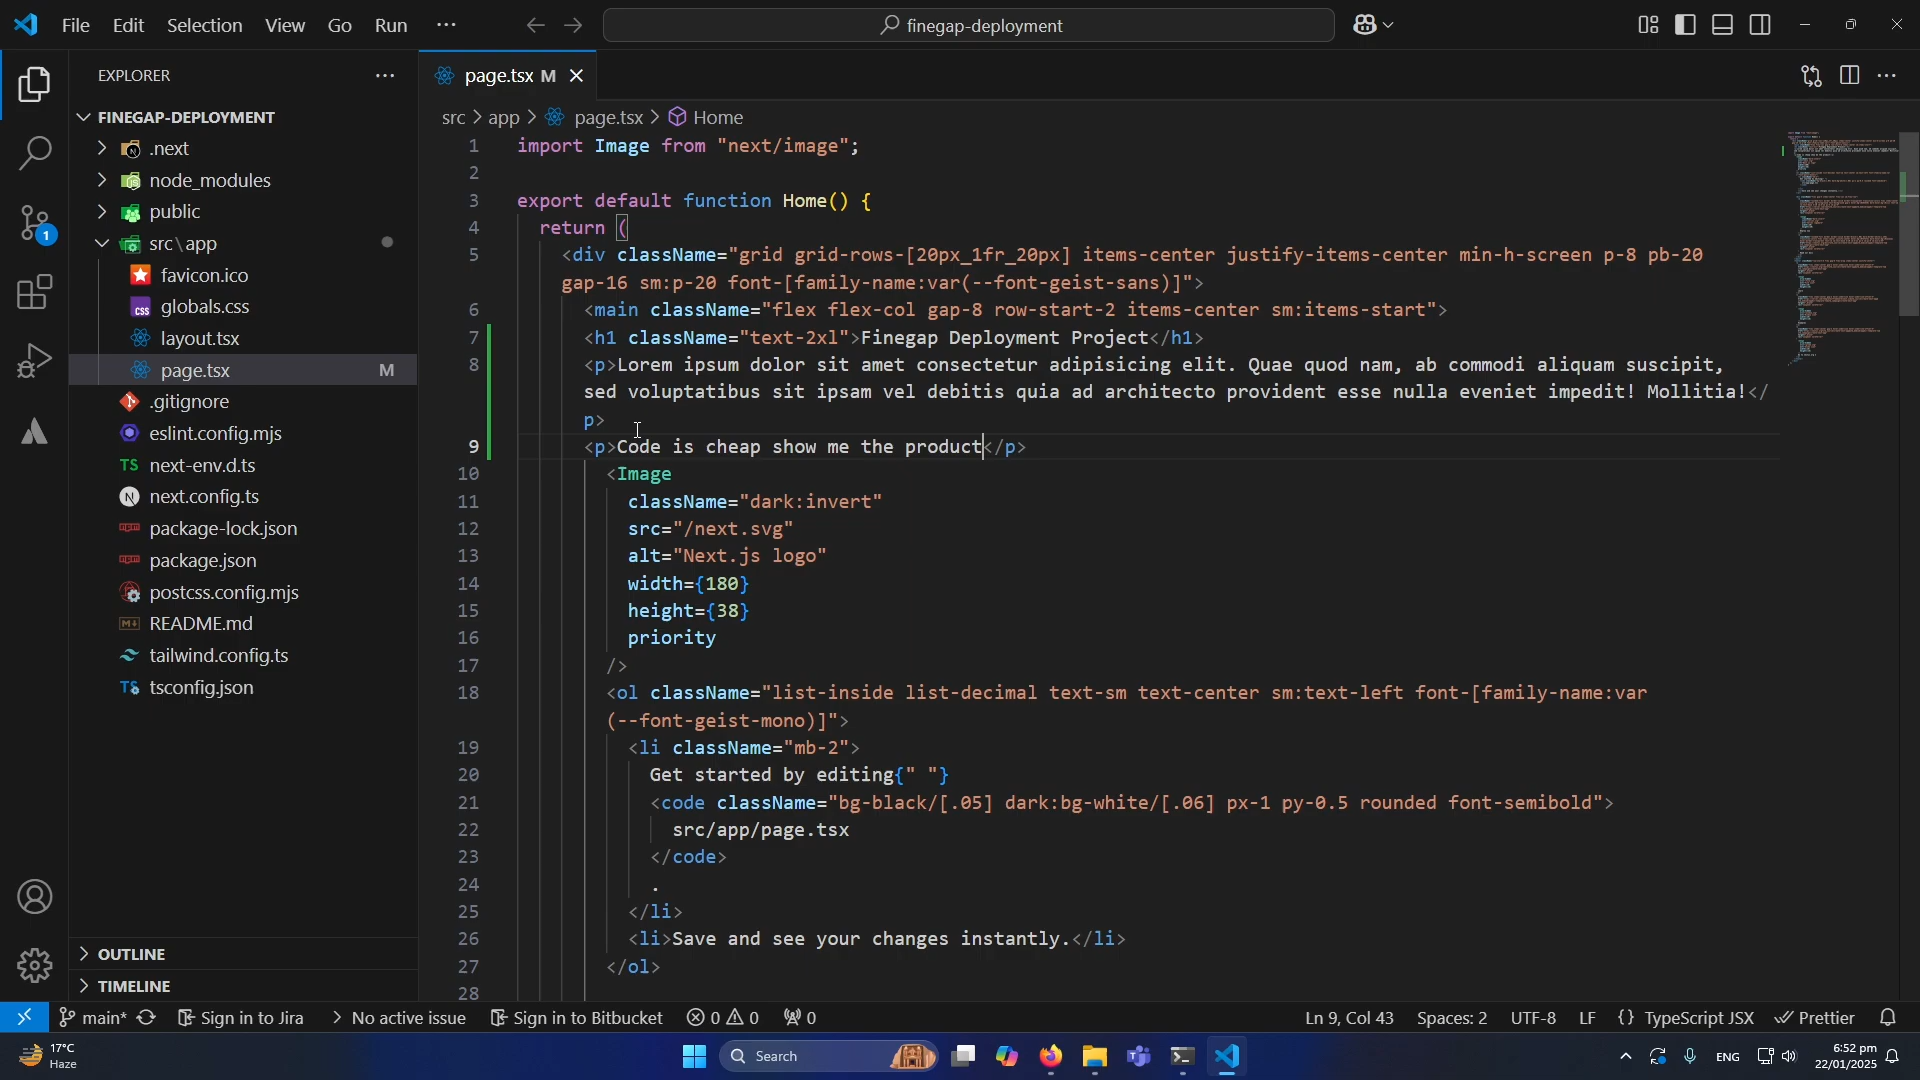 File Edit Selection View Go Run ···
finegap-deployment
EXPLORER
page.tsx M
FINEGAP-DEPLOYMENT
.next
node_modules
public
src\app
favicon.ico
globals.css
layout.tsx
page.tsx M
.gitignore
eslint.config.mjs
TS next-env.d.ts
next.config.ts
package-lock.json
package.json
postcss.config.mjs
README.md
tailwind.config.ts
tsconfig.json
OUTLINE
TIMELINE
src > app > page.tsx > Home
1 import Image from "next/image";
2
3 export default function Home() {
4 return (
5 <div className="grid grid-rows-[20px_1fr_20px] items-center justify-items-center min-h-screen p-8 pb-20
gap-16 sm:p-20 font-[family-name:var(--font-geist-sans)]">
6 <main className="flex flex-col gap-8 row-start-2 items-center sm:items-start">
7 <h1 className="text-2xl">Finegap Deployment Project</h1>
8 <p>Lorem ipsum dolor sit amet consectetur adipisicing elit. Quae quod nam, ab commodi aliquam suscipit,
sed voluptatibus sit ipsam vel debitis quia ad architecto provident esse nulla eveniet impedit! Mollitia!</
p>
9 <p>Code is cheap show me the product</p>
10 <Image
11 className="dark:invert"
12 src="/next.svg"
13 alt="Next.js logo"
14 width={180}
15 height={38}
16 priority
17 />
18 <ol className="list-inside list-decimal text-sm text-center sm:text-left font-[family-name:var
(--font-geist-mono)]">
19 <li className="mb-2">
20 Get started by editing{" "}
21 <code className="bg-black/[.05] dark:bg-white/[.06] px-1 py-0.5 rounded font-semibold">
22 src/app/page.tsx
23 </code>
24 .
25 </li>
26 <li>Save and see your changes instantly.</li>
27 </ol>
28
main* Sign in to Jira No active issue Sign in to Bitbucket 0 0 0 Ln 9, Col 43 Spaces: 2 UTF-8 LF {} TypeScript JSX Prettier
17°C
Haze
Search
ENG
6:52 pm
22/01/2025